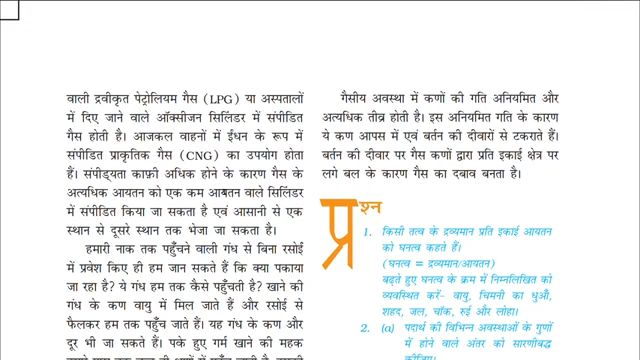 वाली द्रवीकृत पेट्रोलियम गैस (LPG) या अस्पतालों
में दिए जाने वाले ऑक्सीजन सिलिंडर में संपीडित
गैस होती है। आजकल वाहनों में ईंधन के रूप में
संपीडित प्राकृतिक गैस (CNG) का उपयोग होता
है। संपीड्यता काफ़ी अधिक होने के कारण गैस के
अत्यधिक आयतन को एक कम आयतन वाले सिलिंडर
में संपीडित किया जा सकता है एवं आसानी से एक
स्थान से दूसरे स्थान तक भेजा जा सकता है।
हमारी नाक तक पहुँचने वाली गंध से बिना रसोई
में प्रवेश किए ही हम जान सकते हैं कि क्या पकाया
जा रहा है? ये गंध हम तक कैसे पहुँचती है? खाने की
गंध के कण वायु में मिल जाते हैं और रसोई से
फैलकर हम तक पहुँच जाते हैं। यह गंध के कण और
दूर भी जा सकते हैं। पके हुए गर्म खाने की महक
गैसीय अवस्था में कणों की गति अनियमित और
अत्यधिक तीव्र होती है। इस अनियमित गति के कारण
ये कण आपस में एवं बर्तन की दीवारों से टकराते हैं।
बर्तन की दीवार पर गैस कणों द्वारा प्रति इकाई क्षेत्र पर
लगे बल के कारण गैस का दबाव बनता है।
प्रश्न
1. किसी तत्व के द्रव्यमान प्रति इकाई आयतन
को घनत्व कहते हैं।
(घनत्व = द्रव्यमान/आयतन)
बढ़ते हुए घनत्व के क्रम में निम्नलिखित को
व्यवस्थित करें- वायु, चिमनी का धुआँ,
शहद, जल, चॉक, रुई और लोहा।
2. (a) पदार्थ की विभिन्न अवस्थाओं के गुणों
में होने वाले अंतर को सारणीबद्ध
कीजिए।